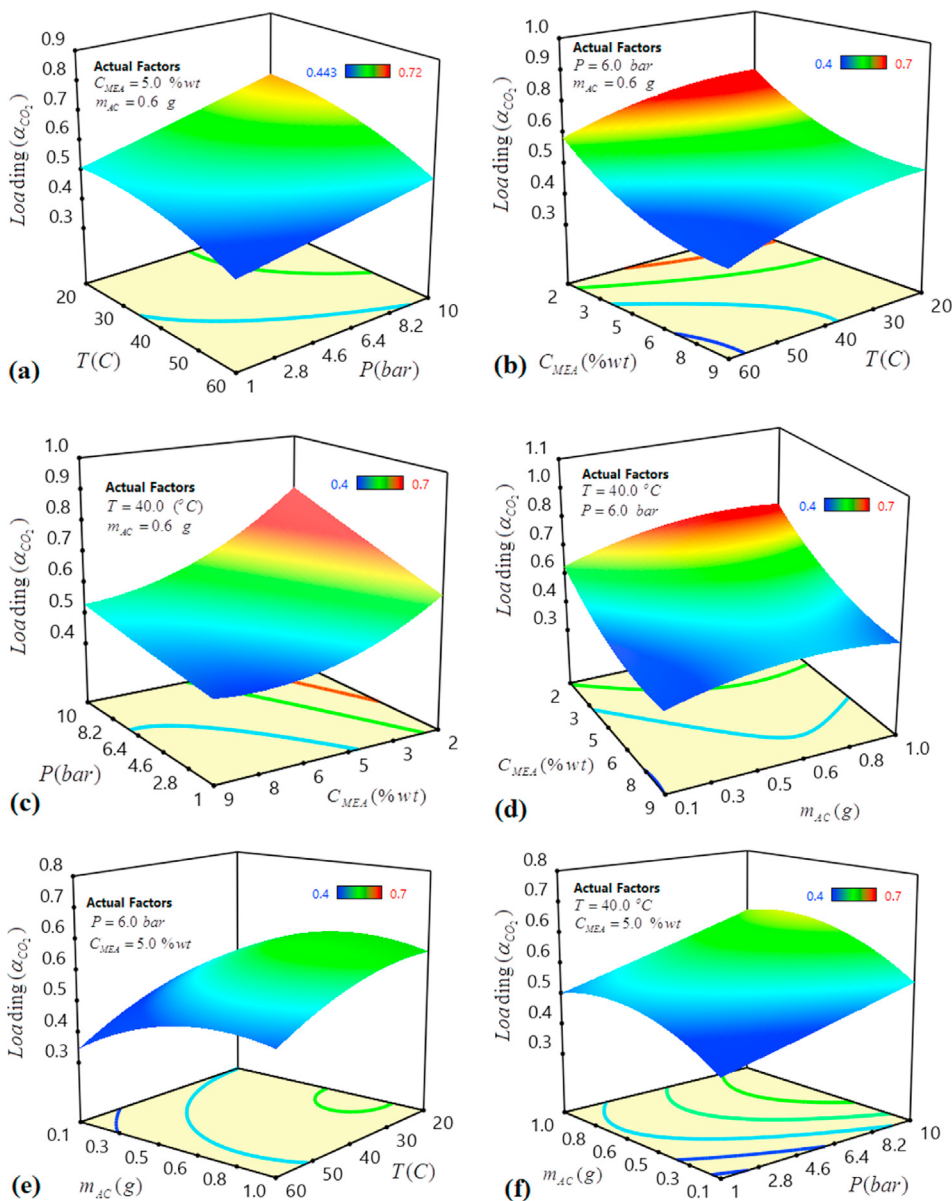 0.9
0.8
0.7
0.6
0.5
0.4
0.3
Loading (α_CO2)
Actual Factors
C_MEA = 5.0 %wt
m_AC = 0.6 g
0.443 0.72
20
30
40
50
60
T(C)
1
2.8
4.6
6.4
8.2
10
P(bar)
(a)
1.0
0.9
0.8
0.7
0.6
0.5
0.4
0.3
Loading (α_CO2)
Actual Factors
P = 6.0 bar
m_AC = 0.6 g
0.4 0.7
2
3
5
6
8
9
C_MEA (%wt)
60
50
40
30
20
T(C)
(b)
1.0
0.9
0.8
0.7
0.6
0.5
0.4
Loading (α_CO2)
Actual Factors
T = 40.0 (°C)
m_AC = 0.6 g
0.4 0.7
10
8.2
6.4
4.6
2.8
1
P(bar)
9
8
6
5
3
2
C_MEA (%wt)
(c)
1.1
1.0
0.9
0.8
0.7
0.6
0.4
0.3
Loading (α_CO2)
Actual Factors
T = 40.0 °C
P = 6.0 bar
0.4 0.7
2
3
5
6
8
9
C_MEA (%wt)
0.1
0.3
0.5
0.6
0.8
1.0
m_AC (g)
(d)
0.8
0.7
0.6
0.5
0.4
0.3
Loading (α_CO2)
Actual Factors
P = 6.0 bar
C_MEA = 5.0 %wt
0.4 0.7
0.1
0.3
0.5
0.6
0.8
1.0
m_AC (g)
60
50
40
30
20
T(C)
(e)
0.8
0.7
0.6
0.5
0.4
0.3
Loading (α_CO2)
Actual Factors
T = 40.0 °C
C_MEA = 5.0 %wt
0.4 0.7
1.0
0.8
0.6
0.5
0.3
0.1
m_AC (g)
1
2.8
4.6
6.4
8.2
10
P(bar)
(f)